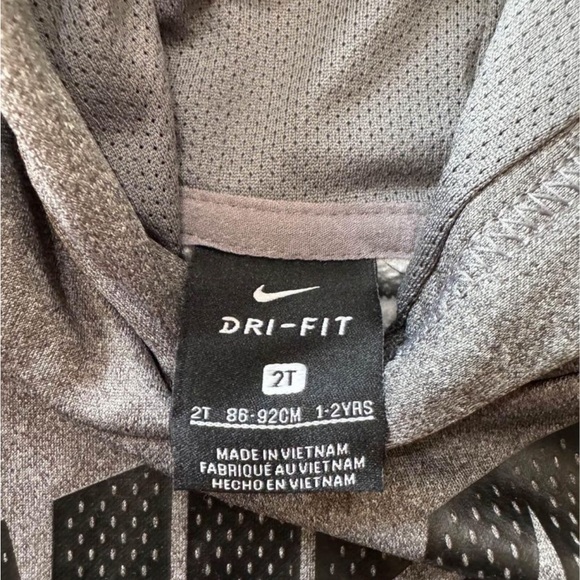 DRI-FIT
2T
2T 86-92CM 1-2YRS
MADE IN VIETNAM
FABRIQUÉ AU VIETNAM
HECHO EN VIETNAM